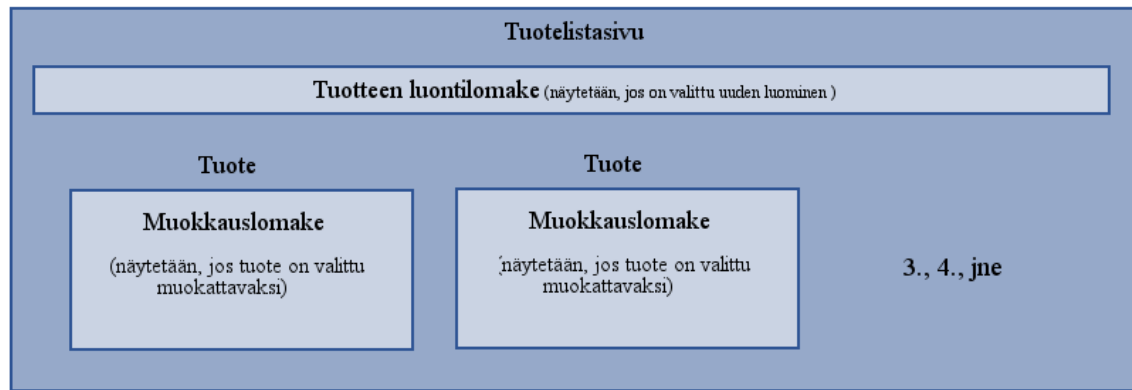 Tuotelistasivu
Tuotteen luontilomake (näytetään, jos on valittu uuden luominen )
Tuote
Muokkauslomake
(näytetään, jos tuote on valittu
muokattavaksi)
Tuote
Muokkauslomake
(näytetään, jos tuote on valittu
muokattavaksi)
3., 4., jne